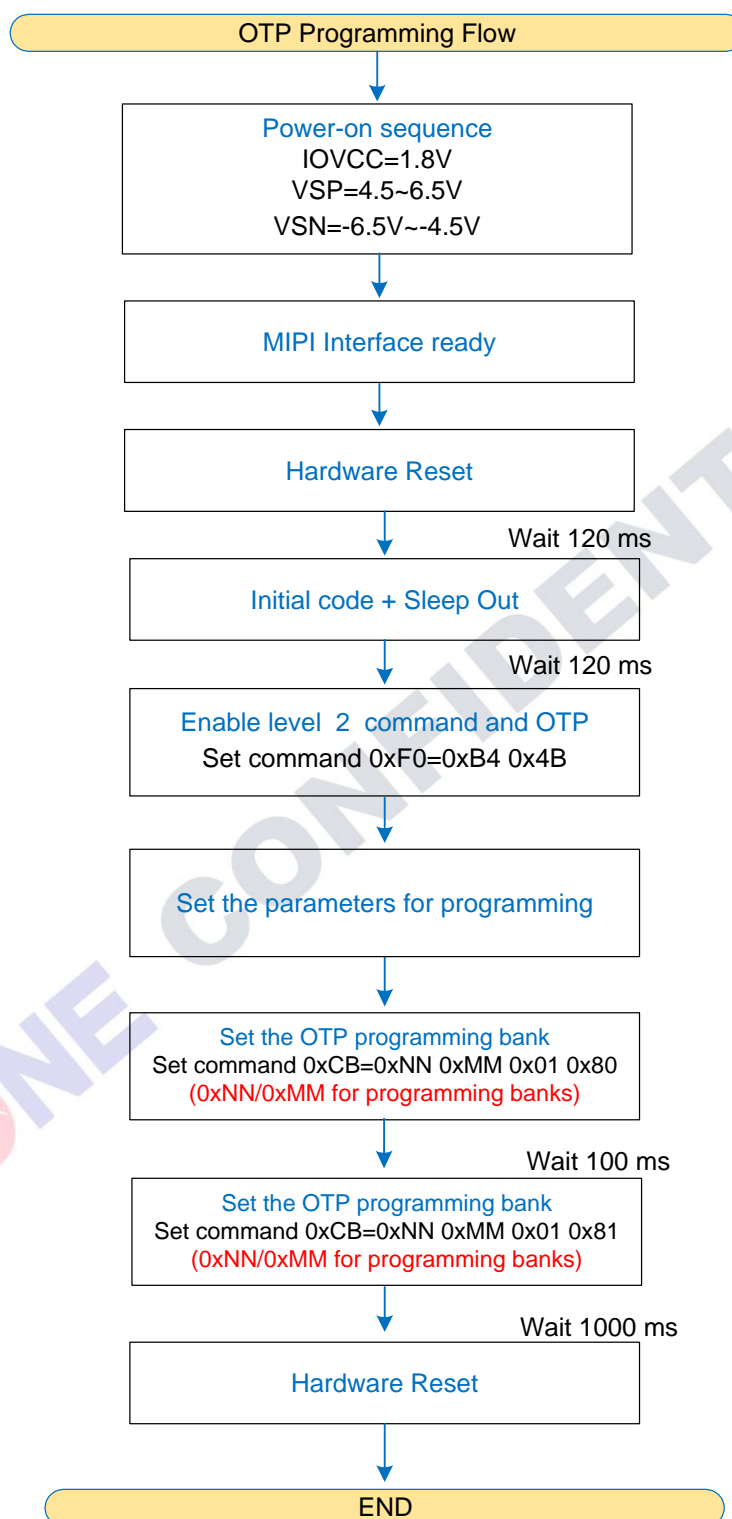 OTP Programming Flow
Power-on sequence
IOVCC=1.8V
VSP=4.5~6.5V
VSN=-6.5V~-4.5V
MIPI Interface ready
Hardware Reset
Wait 120 ms
Initial code + Sleep Out
Wait 120 ms
Enable level 2 command and OTP
Set command 0xF0=0xB4 0x4B
Set the parameters for programming
Set the OTP programming bank
Set command 0xCB=0xNN 0xMM 0x01 0x80
(0xNN/0xMM for programming banks)
Wait 100 ms
Set the OTP programming bank
Set command 0xCB=0xNN 0xMM 0x01 0x81
(0xNN/0xMM for programming banks)
Wait 1000 ms
Hardware Reset
END
NE CONFIDENT